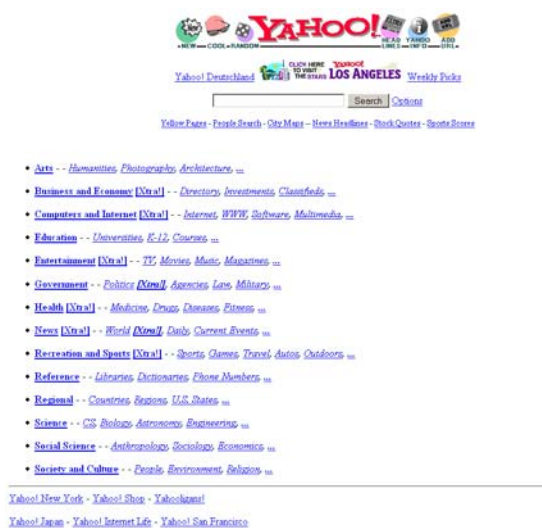 YAHOO!
NEW COOL RANDOM HEAD LINES YAHOO INFO ADD URL
Yahoo! Deutschland CLICK HERE TO VISIT THE STARS YAHOO! LOS ANGELES Weekly Picks
Search Options
Yellow Pages - People Search - City Maps -- News Headlines - Stock Quotes - Sports Scores
• Arts - - Humanities, Photography, Architecture, ...
• Business and Economy [Xtra!] - - Directory, Investments, Classifieds, ...
• Computers and Internet [Xtra!] - - Internet, WWW, Software, Multimedia, ...
• Education - - Universities, K-12, Courses, ...
• Entertainment [Xtra!] - - TV, Movies, Music, Magazines, ...
• Government - - Politics [Xtra!], Agencies, Law, Military, ...
• Health [Xtra!] - - Medicine, Drugs, Diseases, Fitness, ...
• News [Xtra!] - - World [Xtra!], Daily, Current Events, ...
• Recreation and Sports [Xtra!] - - Sports, Games, Travel, Autos, Outdoors, ...
• Reference - - Libraries, Dictionaries, Phone Numbers, ...
• Regional - - Countries, Regions, U.S. States, ...
• Science - - CS, Biology, Astronomy, Engineering, ...
• Social Science - - Anthropology, Sociology, Economics, ...
• Society and Culture - - People, Environment, Religion, ...
Yahoo! New York - Yahoo! Shop - Yahooligans!
Yahoo! Japan - Yahoo! Internet Life - Yahoo! San Francisco